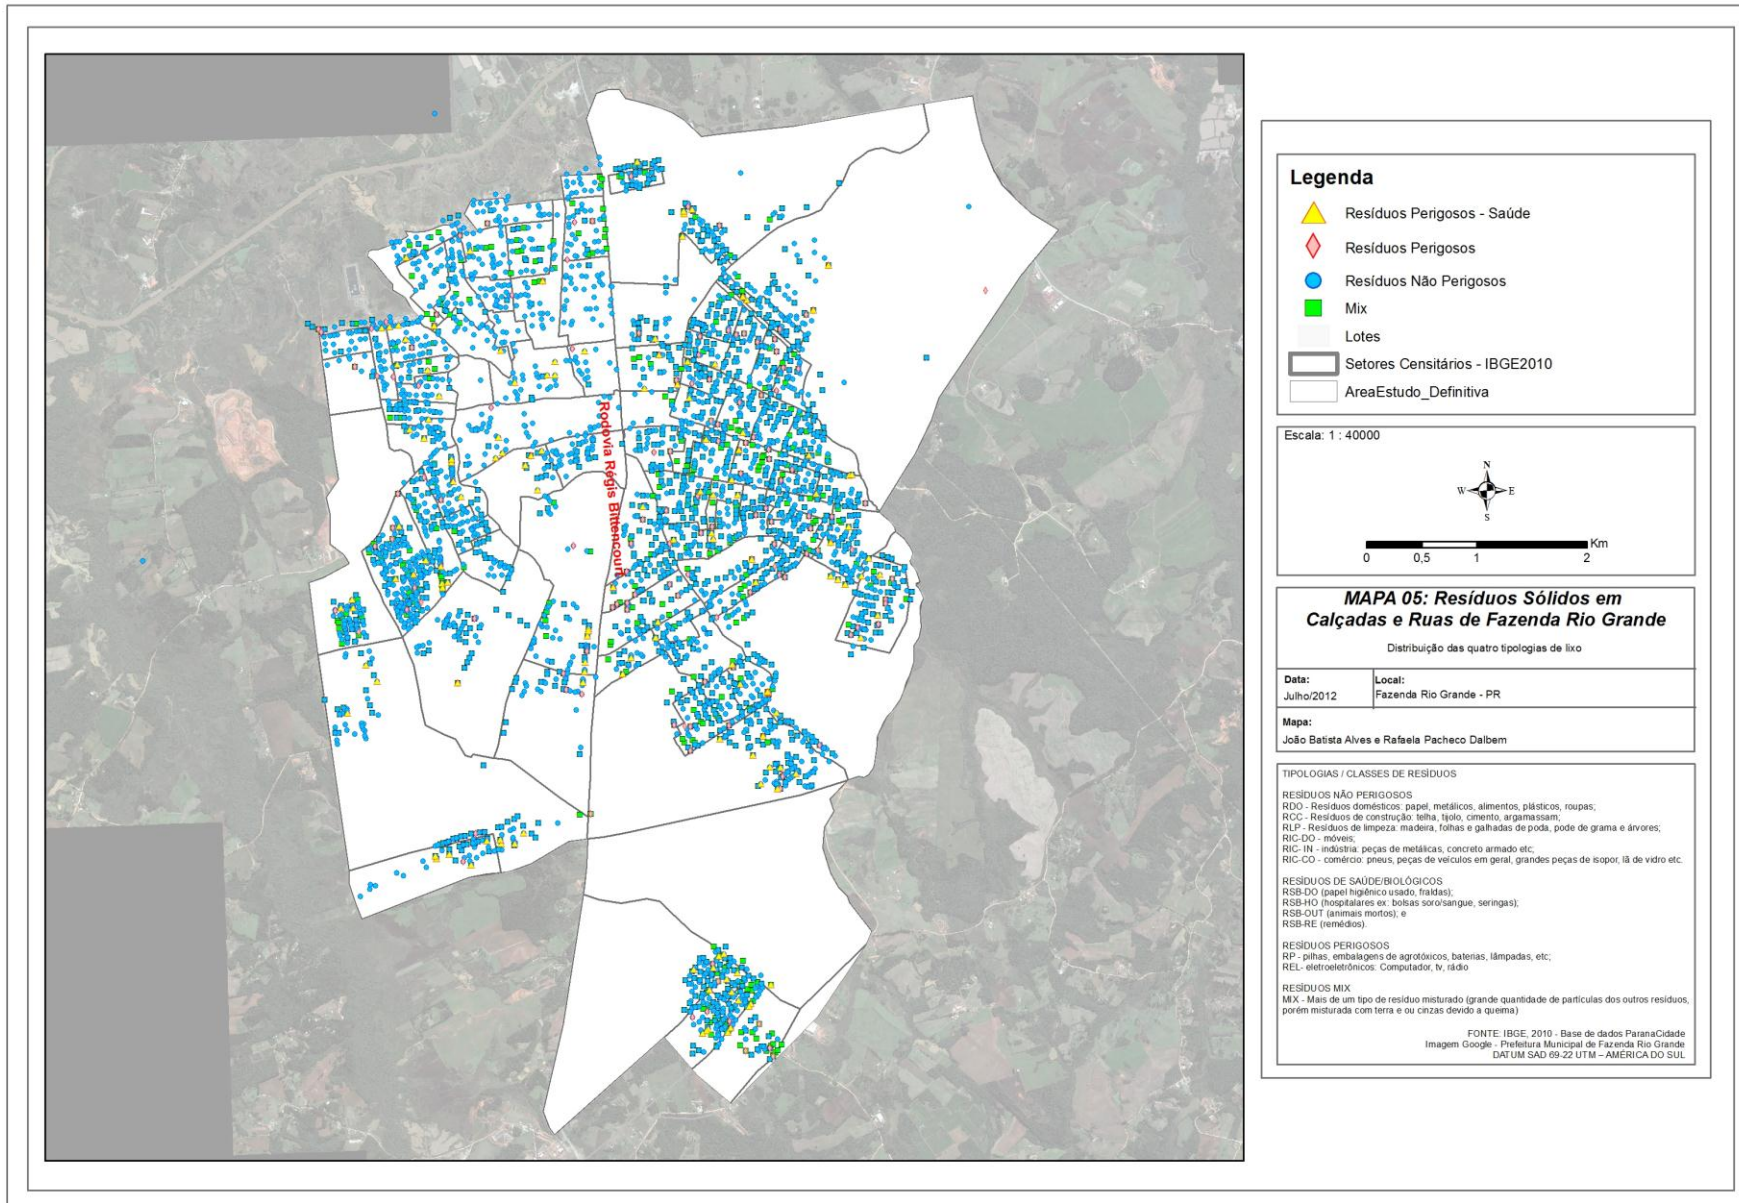 Rodovia Régis Bittencourt
Legenda
Resíduos Perigosos - Saúde
Resíduos Perigosos
Resíduos Não Perigosos
Mix
Lotes
Setores Censitários - IBGE2010
AreaEstudo_Definitiva
Escala: 1 : 40000
N
W E
S
Km
0 0,5 1 2
MAPA 05: Resíduos Sólidos em
Calçadas e Ruas de Fazenda Rio Grande
Distribuição das quatro tipologias de lixo
Data: Local:
Julho/2012 Fazenda Rio Grande - PR
Mapa:
João Batista Alves e Rafaela Pacheco Dalbem
TIPOLOGIAS / CLASSES DE RESÍDUOS
RESÍDUOS NÃO PERIGOSOS
RDO - Resíduos domésticos: papel, metálicos, alimentos, plásticos, roupas;
RCC - Resíduos de construção: telha, tijolo, cimento, argamassam;
RLP - Resíduos de limpeza: madeira, folhas e galhadas de poda, pode de grama e árvores;
RIC-DO - móveis;
RIC- IN - indústria: peças de metálicas, concreto armado etc;
RIC-CO - comércio: pneus, peças de veículos em geral, grandes peças de isopor, lã de vidro etc.
RESÍDUOS DE SAÚDE/BIOLÓGICOS
RSB-DO (papel higiênico usado, fraldas);
RSB-HO (hospitalares ex: bolsas soro/sangue, seringas);
RSB-OUT (animais mortos); e
RSB-RE (remédios).
RESÍDUOS PERIGOSOS
RP - pilhas, embalagens de agrotóxicos, baterias, lâmpadas, etc;
REL- eletroeletrônicos: Computador, tv, rádio
RESÍDUOS MIX
MIX - Mais de um tipo de resíduo misturado (grande quantidade de partículas dos outros resíduos,
porém misturada com terra e ou cinzas devido a queima)
FONTE: IBGE, 2010 - Base de dados ParanaCidade
Imagem Google - Prefeitura Municipal de Fazenda Rio Grande
DATUM SAD 69-22 UTM – AMÉRICA DO SUL